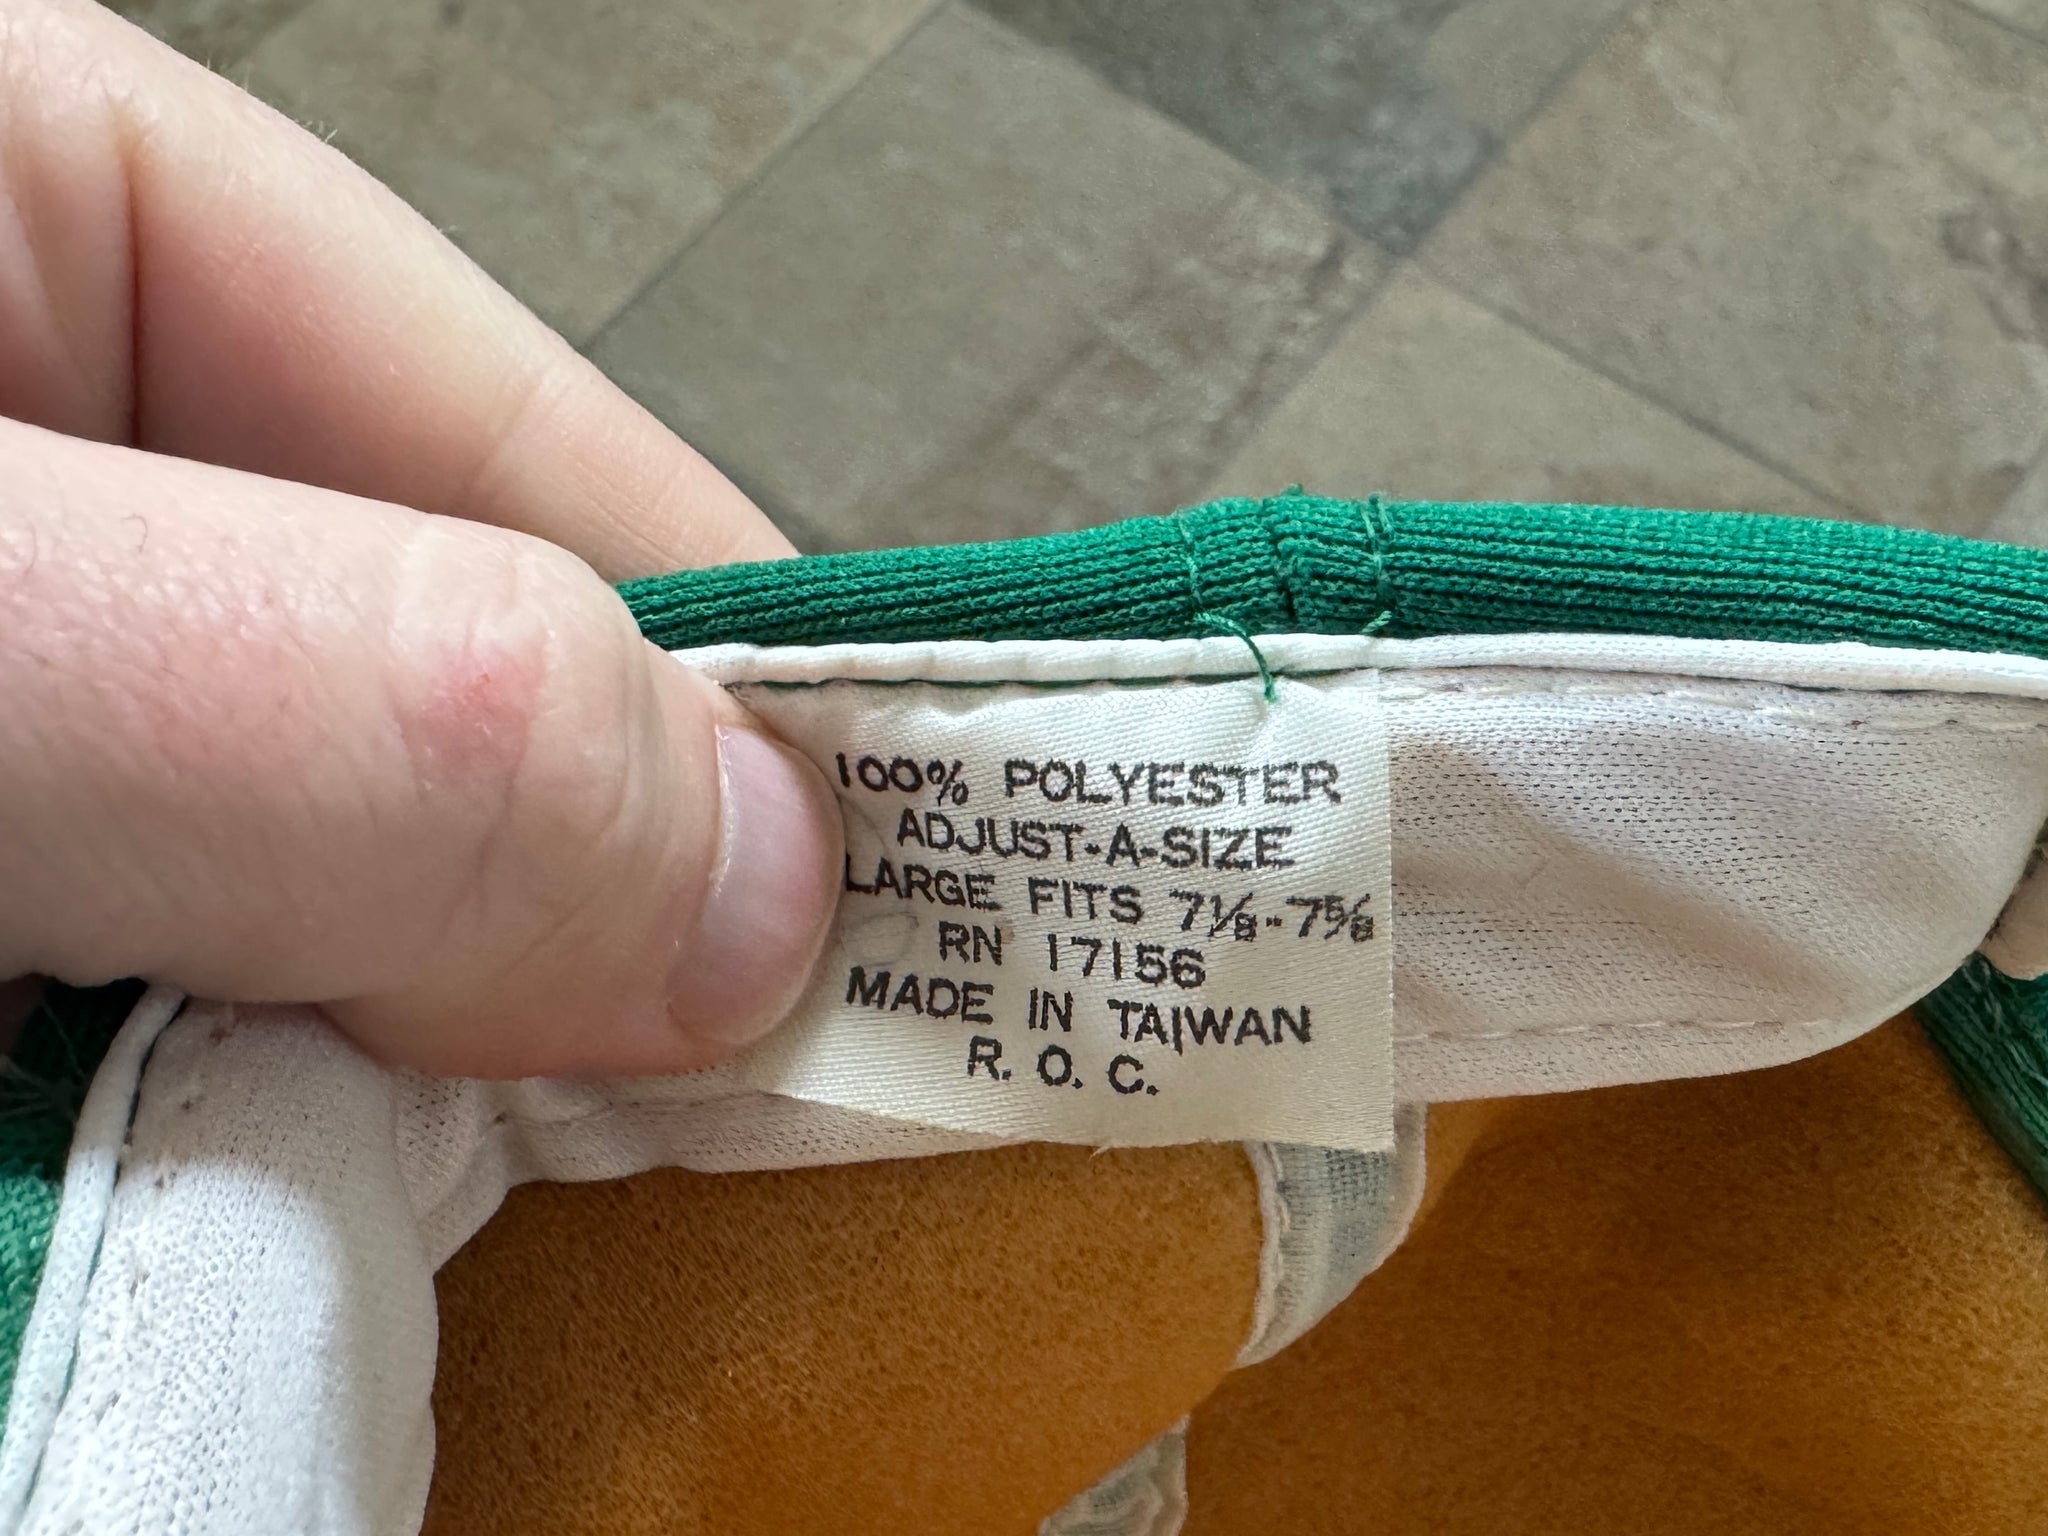 100% POLYESTER
ADJUST-A-SIZE
LARGE FITS 7⅛-7⅝
RN 17156
MADE IN TAIWAN
R. O. C.